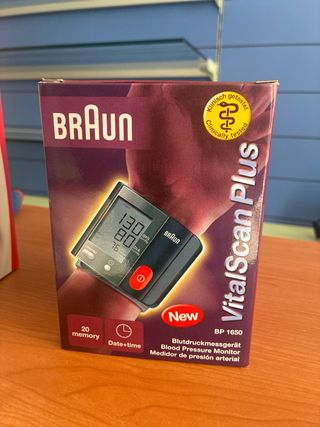 BRAUN
Klinisch getestet
Clinically tested
VitalScan Plus
130
80
76
BRAUN
New
BP 1650
20
memory
Date+time
Blutdruckmessgerät
Blood Pressure Monitor
Medidor de presión arterial